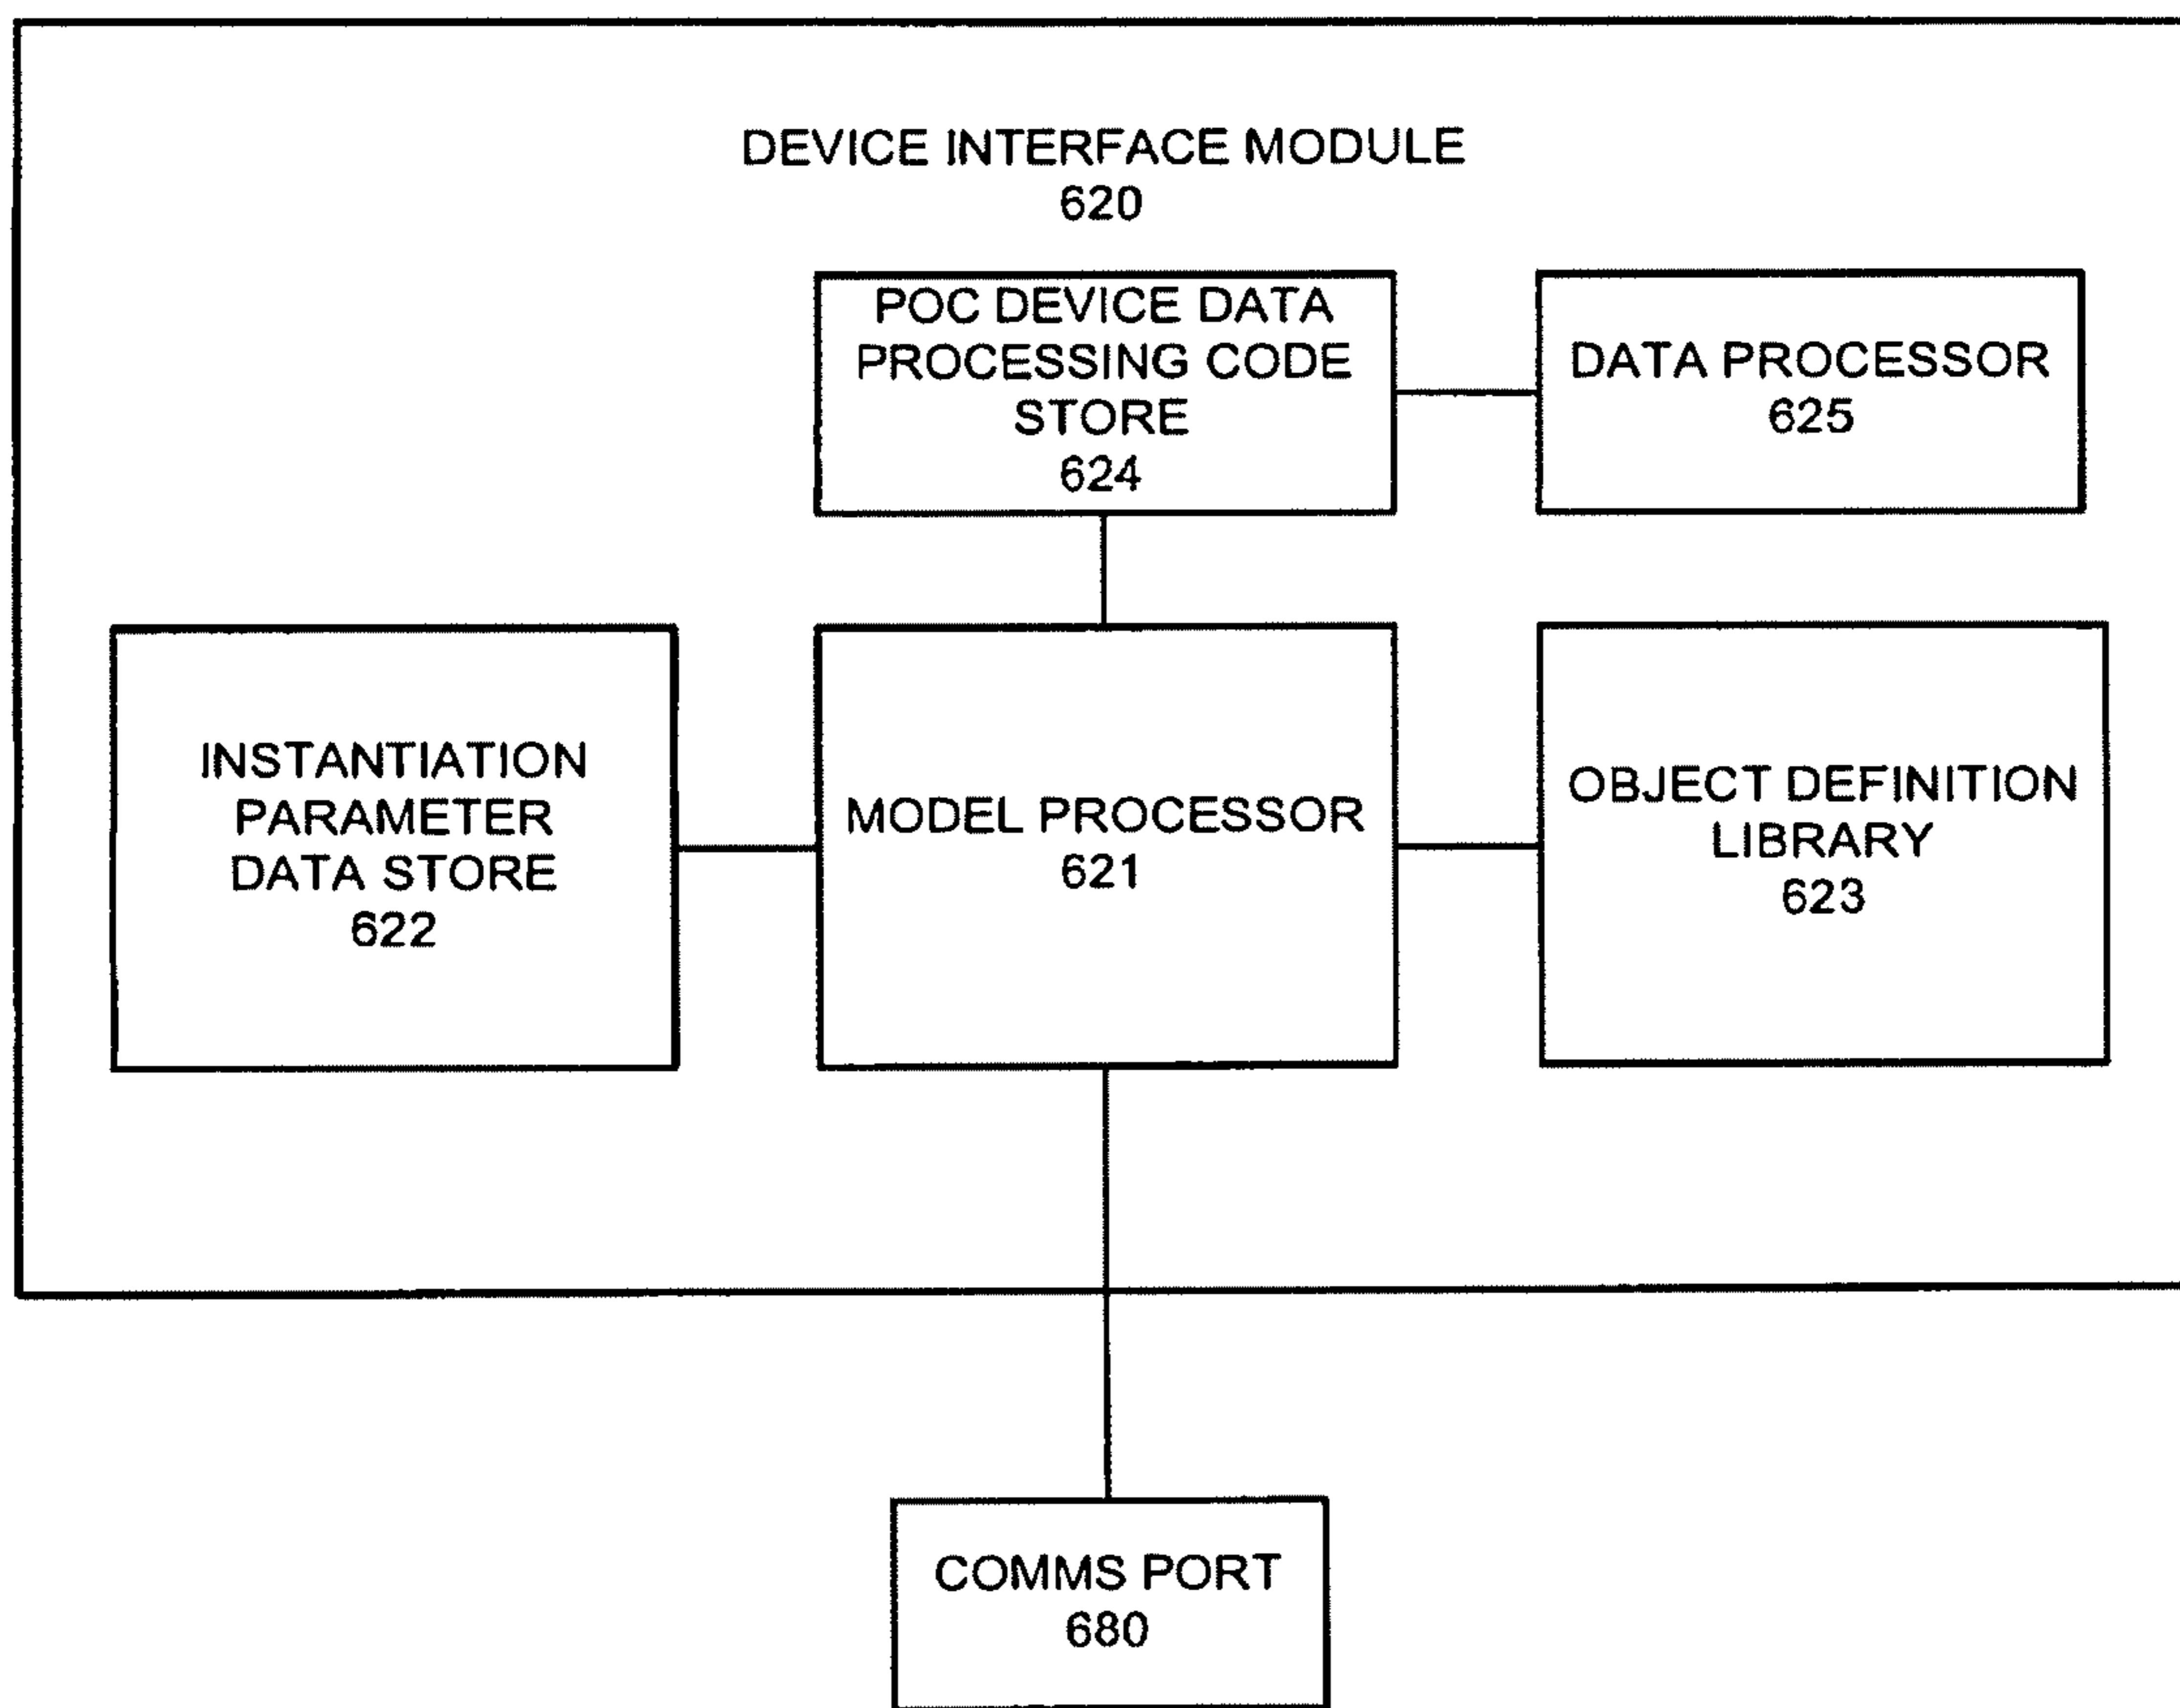 DEVICE INTERFACE MODULE
620
POC DEVICE DATA
PROCESSING CODE
STORE
624
DATA PROCESSOR
625
INSTANTIATION
PARAMETER
DATA STORE
622
MODEL PROCESSOR
621
OBJECT DEFINITION
LIBRARY
623
COMMS PORT
680